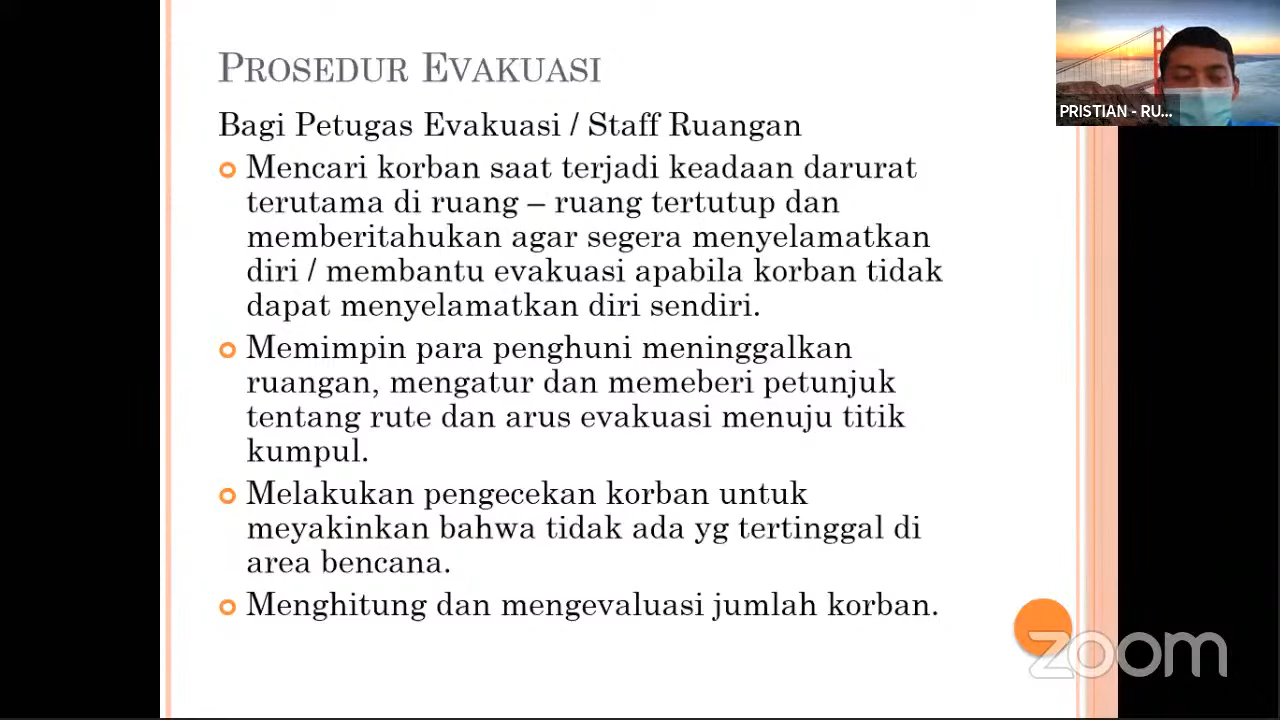 PROSEDUR EVAKUASI
PRISTIAN - RU...
Bagi Petugas Evakuasi / Staff Ruangan
Mencari korban saat terjadi keadaan darurat
terutama di ruang – ruang tertutup dan
memberitahukan agar segera menyelamatkan
diri / membantu evakuasi apabila korban tidak
dapat menyelamatkan diri sendiri.
Memimpin para penghuni meninggalkan
ruangan, mengatur dan memeberi petunjuk
tentang rute dan arus evakuasi menuju titik
kumpul.
Melakukan pengecekan korban untuk
meyakinkan bahwa tidak ada yg tertinggal di
area bencana.
Menghitung dan mengevaluasi jumlah korban.
zoom